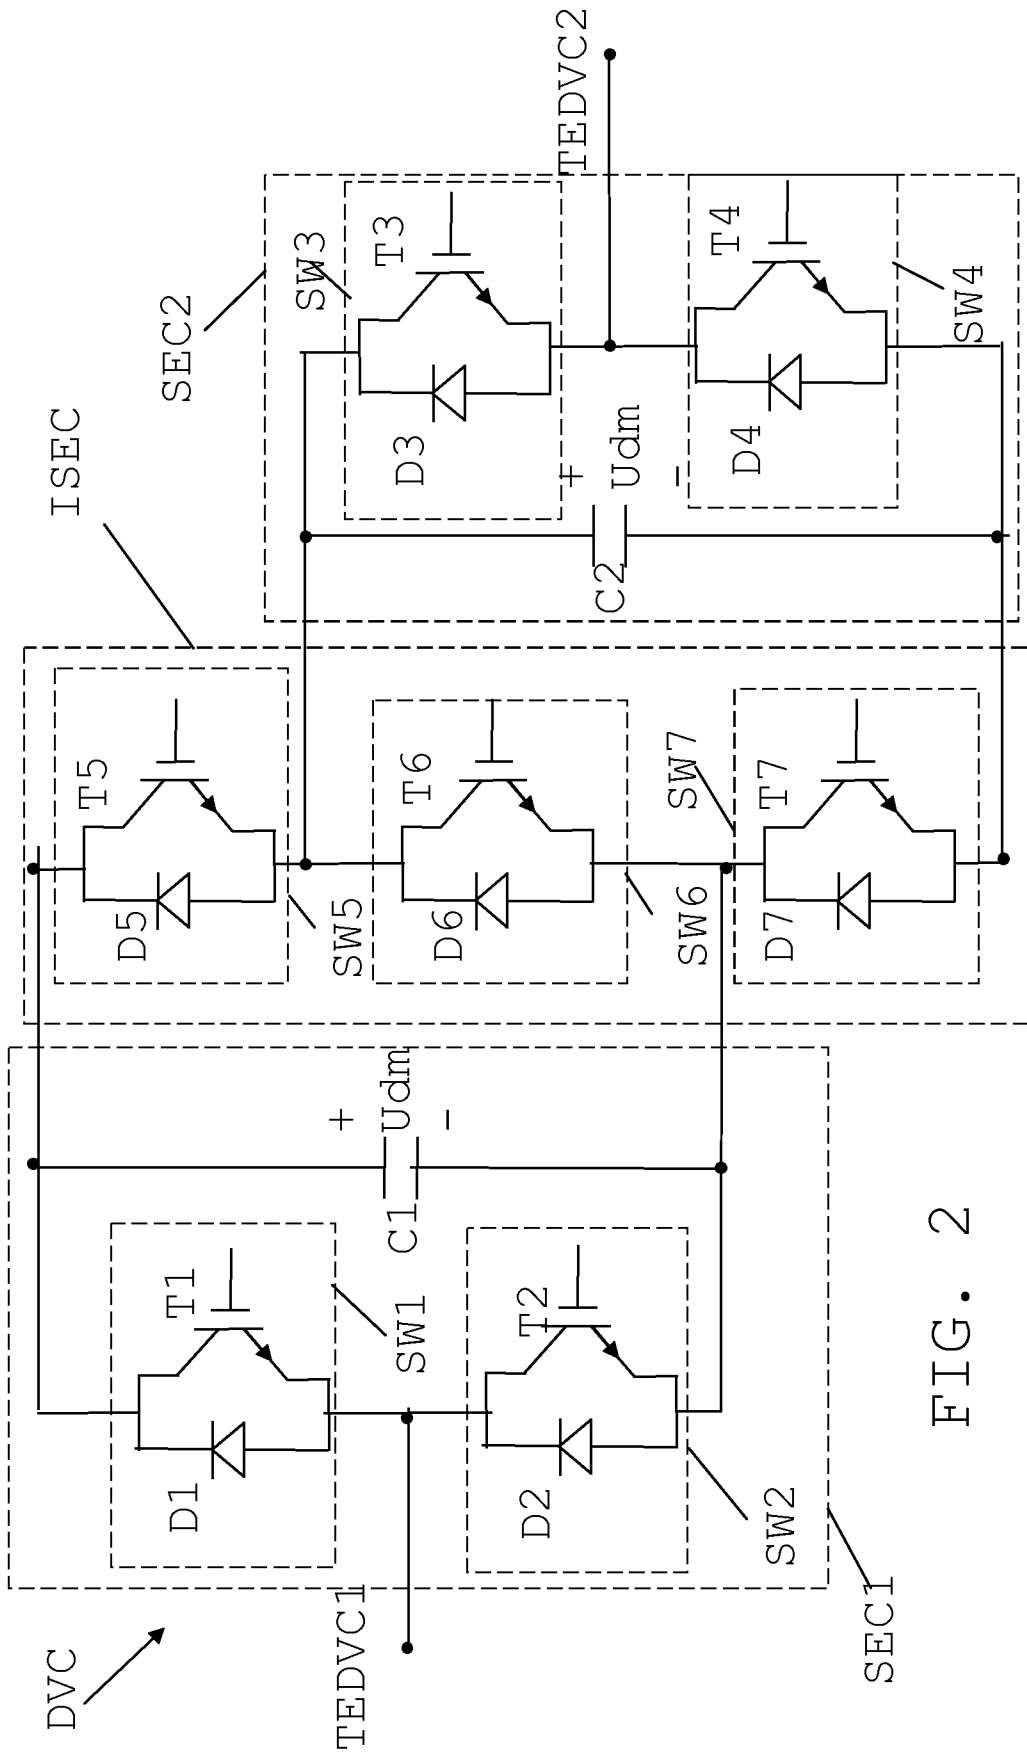 DVC
TEDVC1
SEC1
D1
T1
SW1
D2
T2
SW2
C1
+
Udm
-
ISEC
D5
T5
SW5
D6
T6
SW6
D7
T7
SW7
SEC2
C2
+
Udm
-
SW3
D3
T3
D4
T4
SW4
TEDVC2
FIG. 2